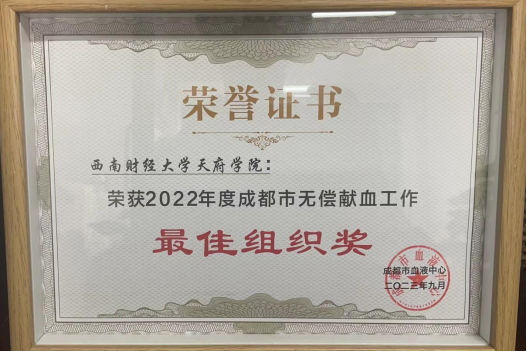 荣誉证书
西南财经大学天府学院：
荣获2022年度成都市无偿献血工作
最佳组织奖
成都市血液中心
二〇二三年九月